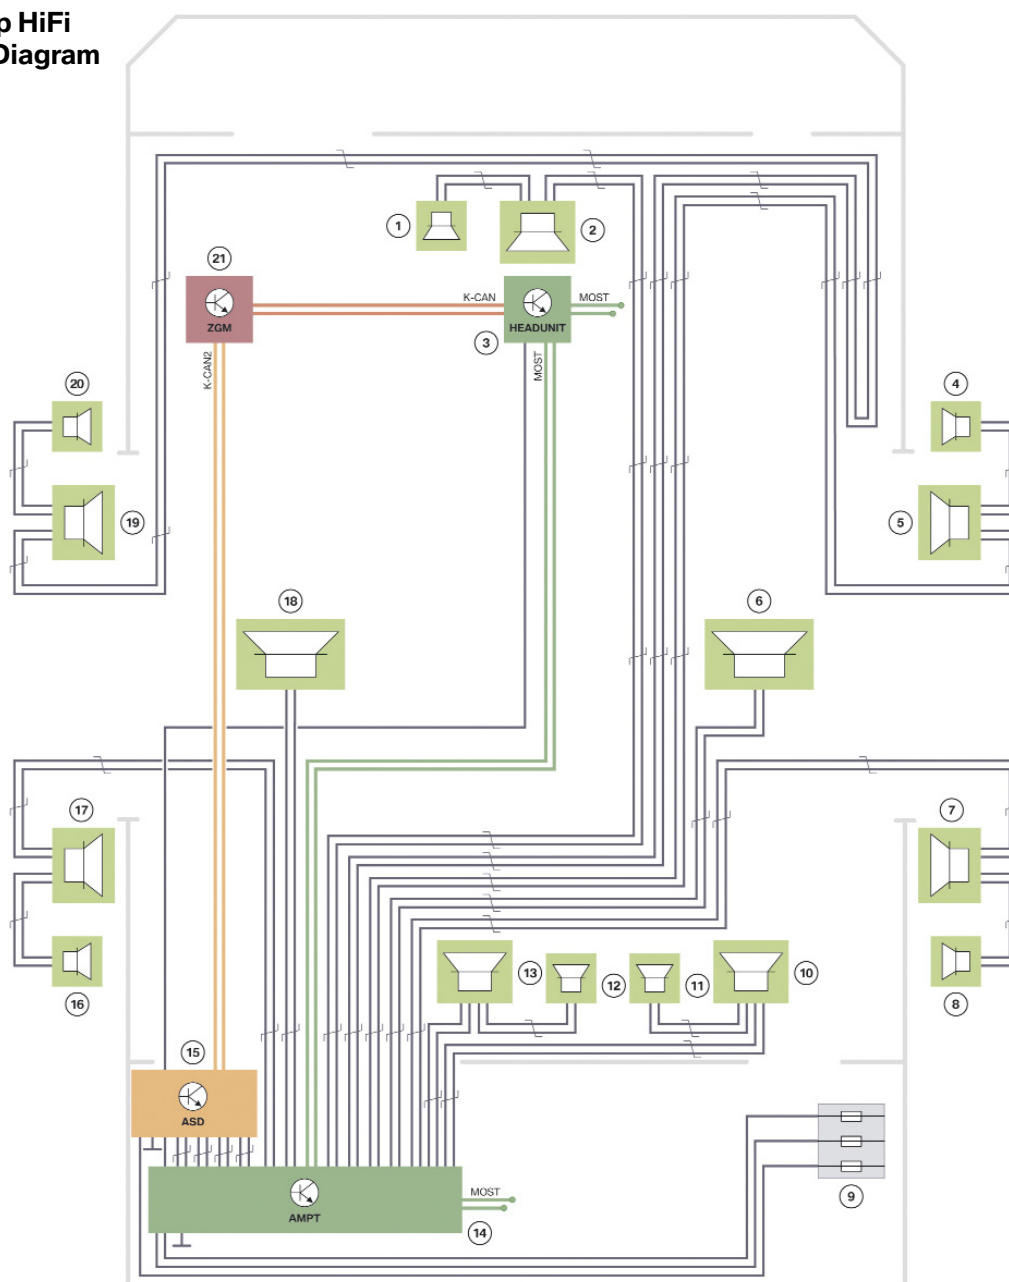 p HiFi
Diagram
1
2
21
K-CAN
MOST
ZGM
HEADUNIT
3
K-CAN2
MOST
20
4
19
5
18
6
17
7
13
12
11
10
16
8
15
ASD
9
MOST
AMPT
14